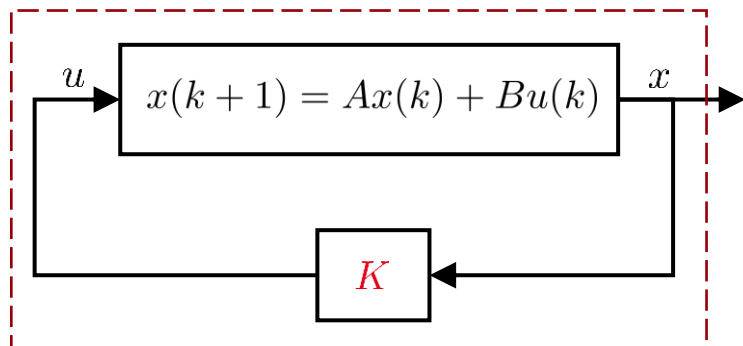 u
x(k + 1) = Ax(k) + Bu(k)
x
K